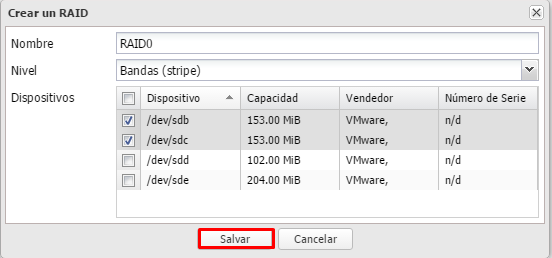 Crear un RAID
Nombre RAID0
Nivel Bandas (stripe)
Dispositivos Dispositivo Capacidad Vendedor Número de Serie
/dev/sdb 153.00 MiB VMware, n/d
/dev/sdc 153.00 MiB VMware, n/d
/dev/sdd 102.00 MiB VMware, n/d
/dev/sde 204.00 MiB VMware, n/d
Salvar Cancelar